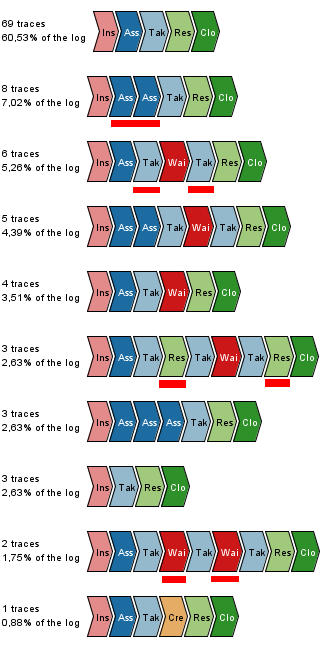 69 traces
60,53% of the log
Ins Ass Tak Res Clo
8 traces
7,02% of the log
Ins Ass Ass Tak Res Clo
6 traces
5,26% of the log
Ins Ass Tak Wai Tak Res Clo
5 traces
4,39% of the log
Ins Ass Ass Tak Wai Tak Res Clo
4 traces
3,51% of the log
Ins Ass Tak Wai Res Clo
3 traces
2,63% of the log
Ins Ass Tak Res Tak Wai Tak Res Clo
3 traces
2,63% of the log
Ins Ass Ass Ass Tak Res Clo
3 traces
2,63% of the log
Ins Tak Res Clo
2 traces
1,75% of the log
Ins Ass Tak Wai Tak Wai Tak Res Clo
1 traces
0,88% of the log
Ins Ass Tak Cre Res Clo